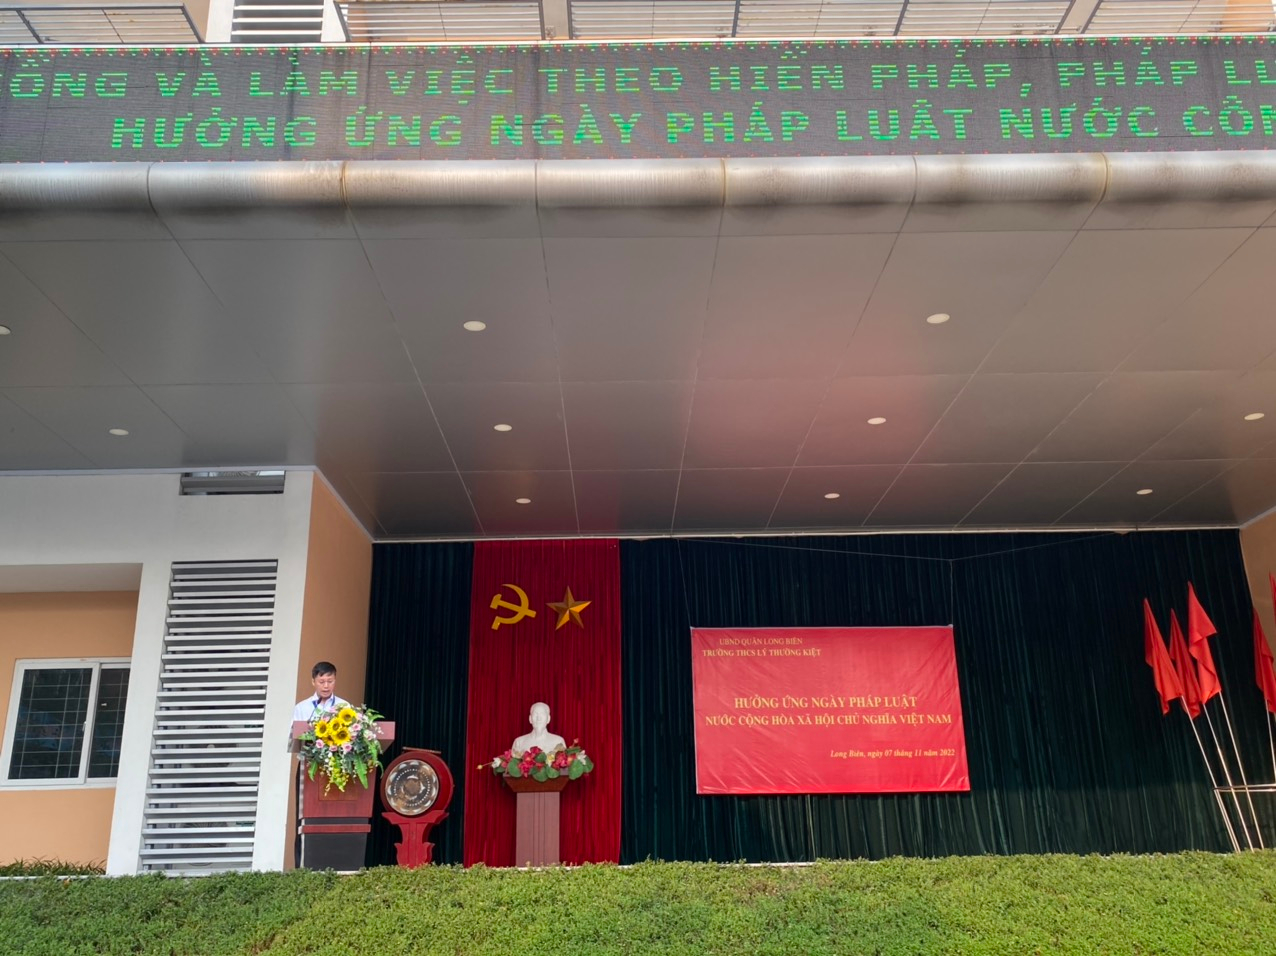 ỐNG VÀ LÀM VIỆC THEO HIẾN PHÁP, PHÁP LU
HƯỞNG ỨNG NGÀY PHÁP LUẬT NƯỚC CÔN
UBND QUẬN LONG BIÊN
TRƯỜNG THCS LÝ THƯỜNG KIỆT
HƯỞNG ỨNG NGÀY PHÁP LUẬT
NƯỚC CỘNG HÒA XÃ HỘI CHỦ NGHĨA VIỆT NAM
Long Biên, ngày 07 tháng 11 năm 2022